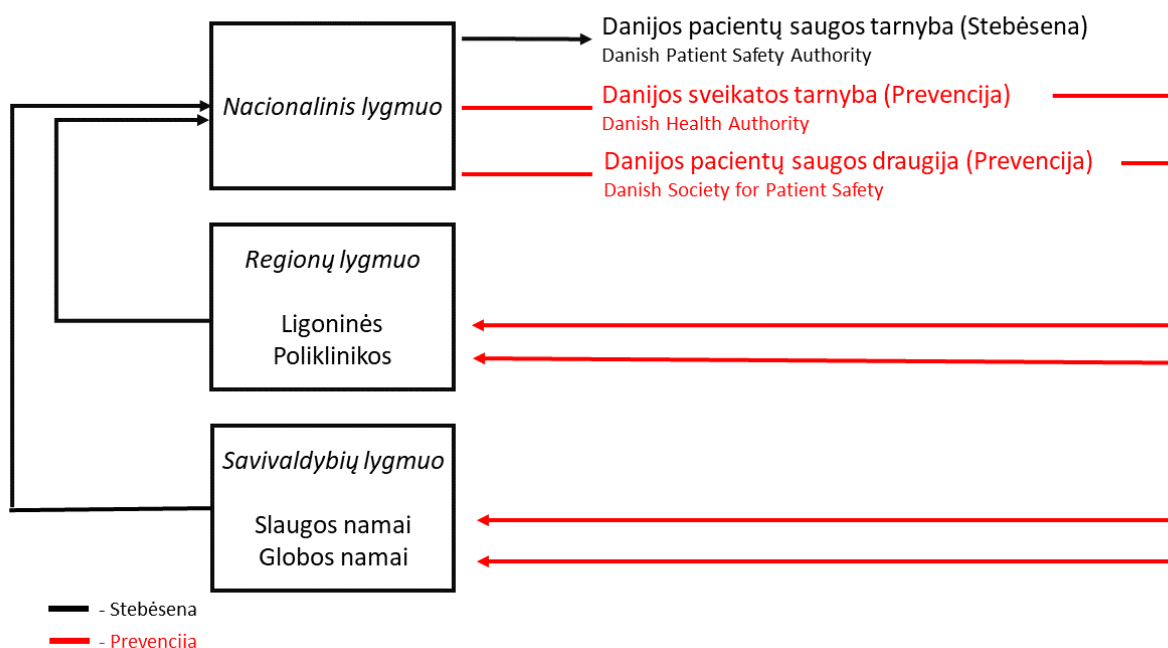 Nacionalinis lygmuo
Danijos pacientų saugos tarnyba (Stebėsena)
Danish Patient Safety Authority
Danijos sveikatos tarnyba (Prevencija)
Danish Health Authority
Danijos pacientų saugos draugija (Prevencija)
Danish Society for Patient Safety
Regionų lygmuo
Ligoninės
Poliklinikos
Savivaldybių lygmuo
Slaugos namai
Globos namai
- Stebėsena
- Prevencija